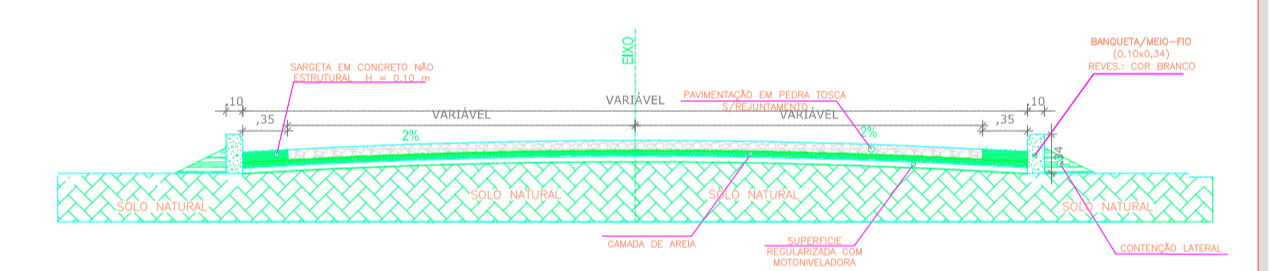 EIXO
BANQUETA/MEIO-FIO
(0.10x0,34)
REVES.: COR BRANCO
SARGETA EM CONCRETO NÃO
ESTRUTURAL H = 0.10 m
PAVIMENTAÇÃO EM PEDRA TOSCA
S/REJUNTAMENTO
,10
VARIÁVEL
,10
,35
VARIÁVEL
VARIÁVEL
,35
2%
2%
,34
SOLO NATURAL
SOLO NATURAL
SOLO NATURAL
SOLO NATURAL
CAMADA DE AREIA
SUPERFICIE
REGULARIZADA COM
MOTONIVELADORA
CONTENÇÃO LATERAL